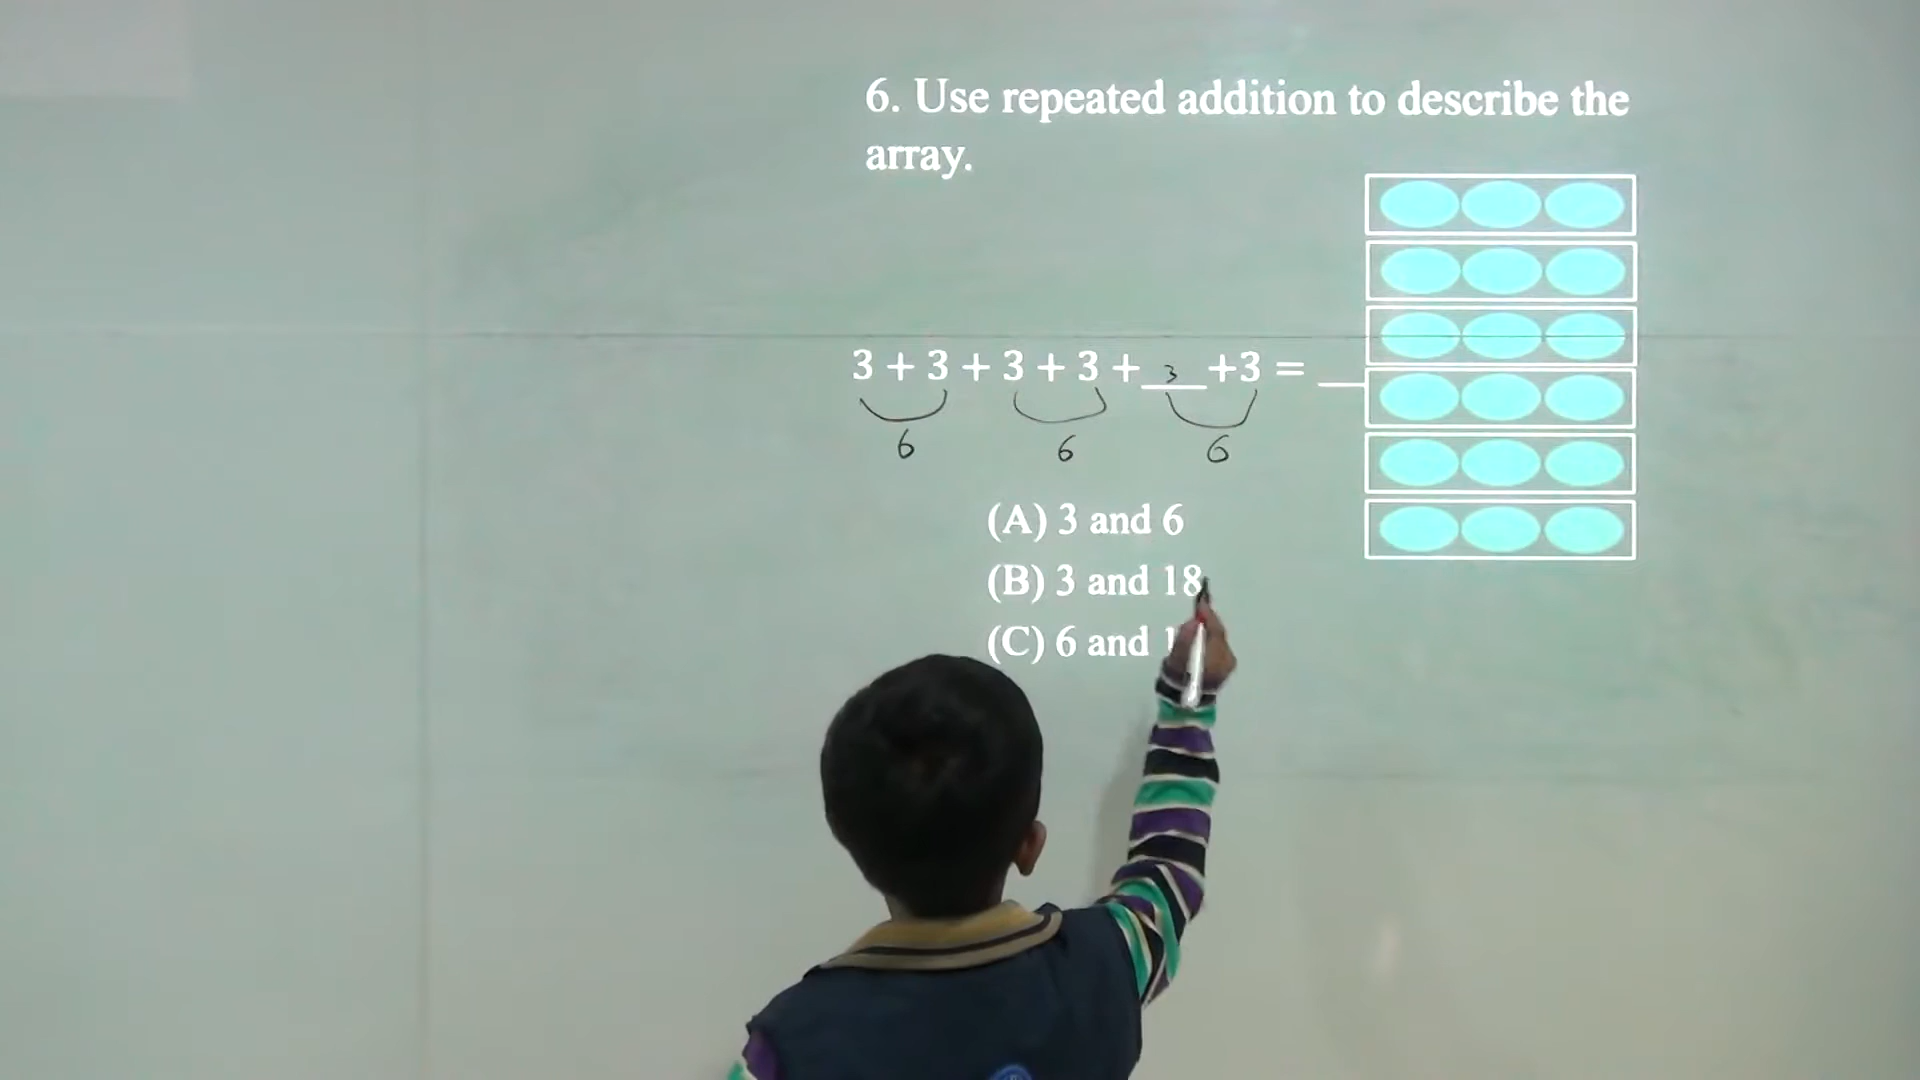 6. Use repeated addition to describe the
array.
3 + 3 + 3 + 3 + 3 +3 = __
6 6 6
(A) 3 and 6
(B) 3 and 18
(C) 6 and